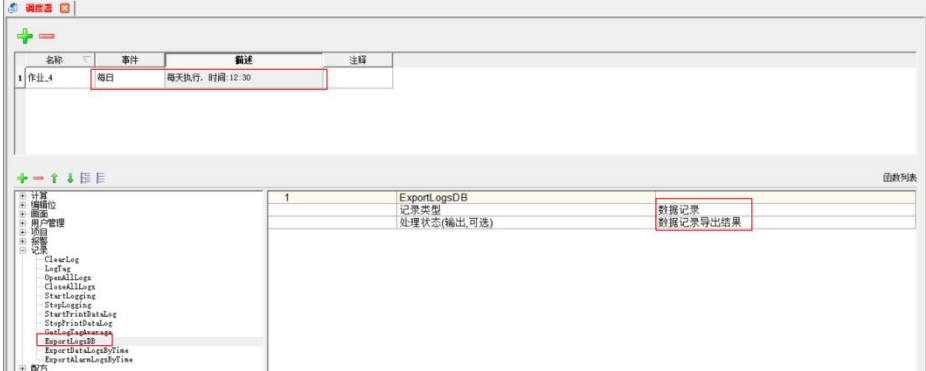 调度器
名称 事件 描述 注释
1 作业_4 每日 每天执行. 时间:12:30
函数列表
计算
编辑位
画面
用户管理
项目
报警
记录
ClearLog
LogTag
OpenAllLogs
CloseAllLogs
StartLogging
StopLogging
StartPrintDataLog
StopPrintDataLog
GetLogTagAverage
ExportLogsDB
ExportDataLogsByTime
ExportAlarmLogsByTime
配方
1 ExportLogsDB
记录类型 数据记录
处理状态(输出,可选) 数据记录导出结果